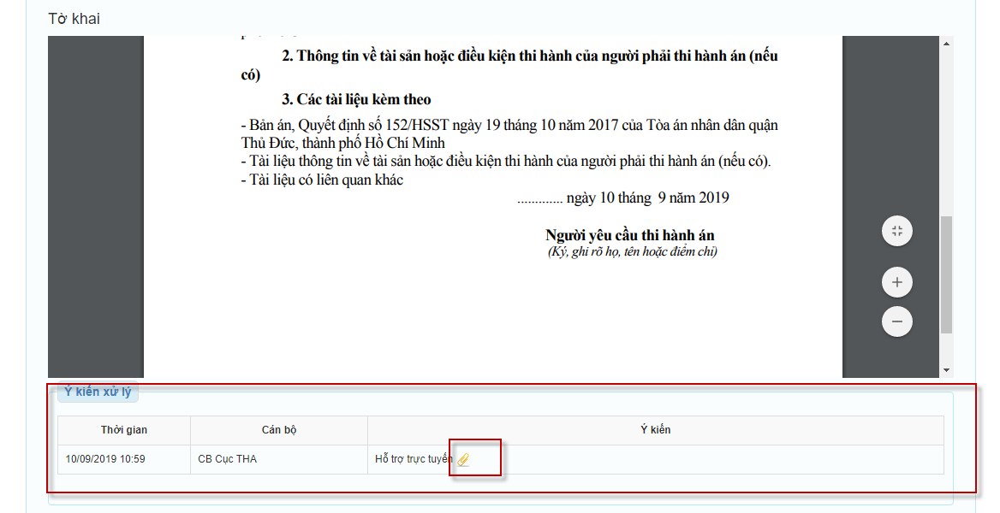 Tờ khai
2. Thông tin về tài sản hoặc điều kiện thi hành của người phải thi hành án (nếu
có)
3. Các tài liệu kèm theo
- Bản án, Quyết định số 152/HSST ngày 19 tháng 10 năm 2017 của Tòa án nhân dân quận
Thủ Đức, thành phố Hồ Chí Minh
- Tài liệu thông tin về tài sản hoặc điều kiện thi hành của người phải thi hành án (nếu có).
- Tài liệu có liên quan khác
............. ngày 10 tháng 9 năm 2019
Người yêu cầu thi hành án
(Ký, ghi rõ họ, tên hoặc điểm chỉ)
Ý kiến xử lý
Thời gian Cán bộ Ý kiến
10/09/2019 10:59 CB Cục THA Hỗ trợ trực tuyến